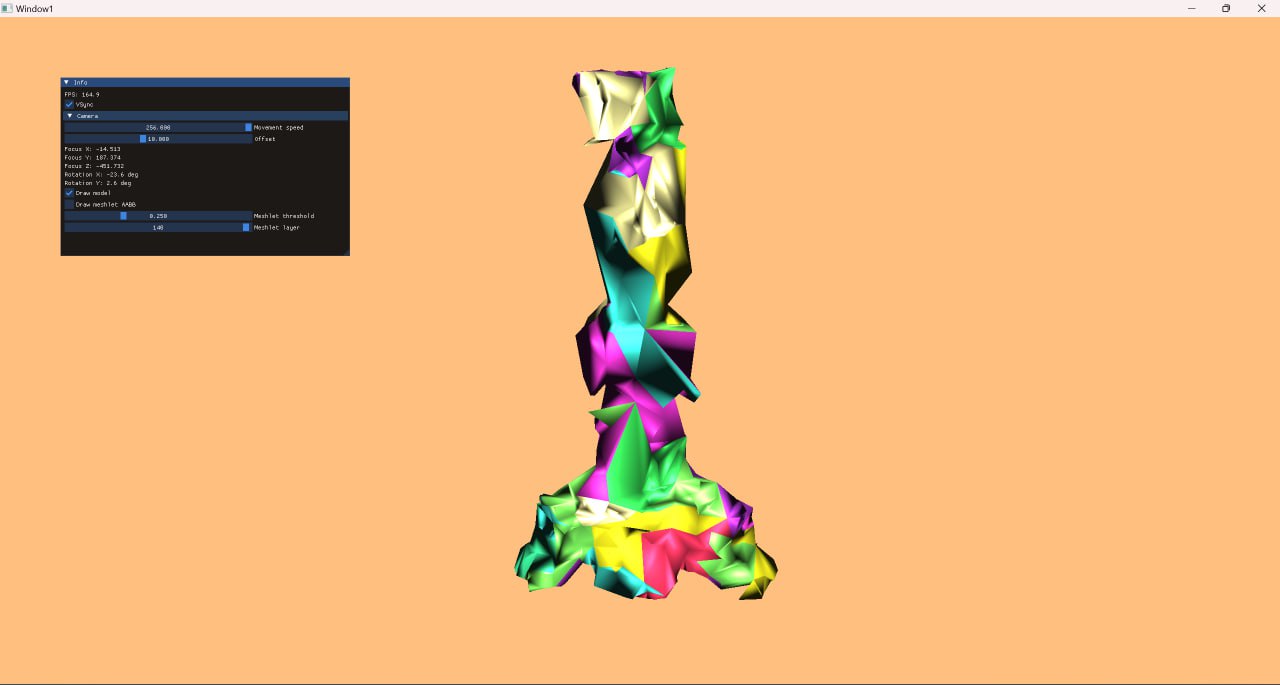 Window1
Info
FPS: 164.9
VSync
Camera
256.000 Movement speed
10.000 Offset
Focus X: -14.513
Focus Y: 107.374
Focus Z: -451.732
Rotation X: -23.6 deg
Rotation Y: 2.6 deg
Draw model
Draw meshlet AABB
0.250 Meshlet threshold
140 Meshlet layer